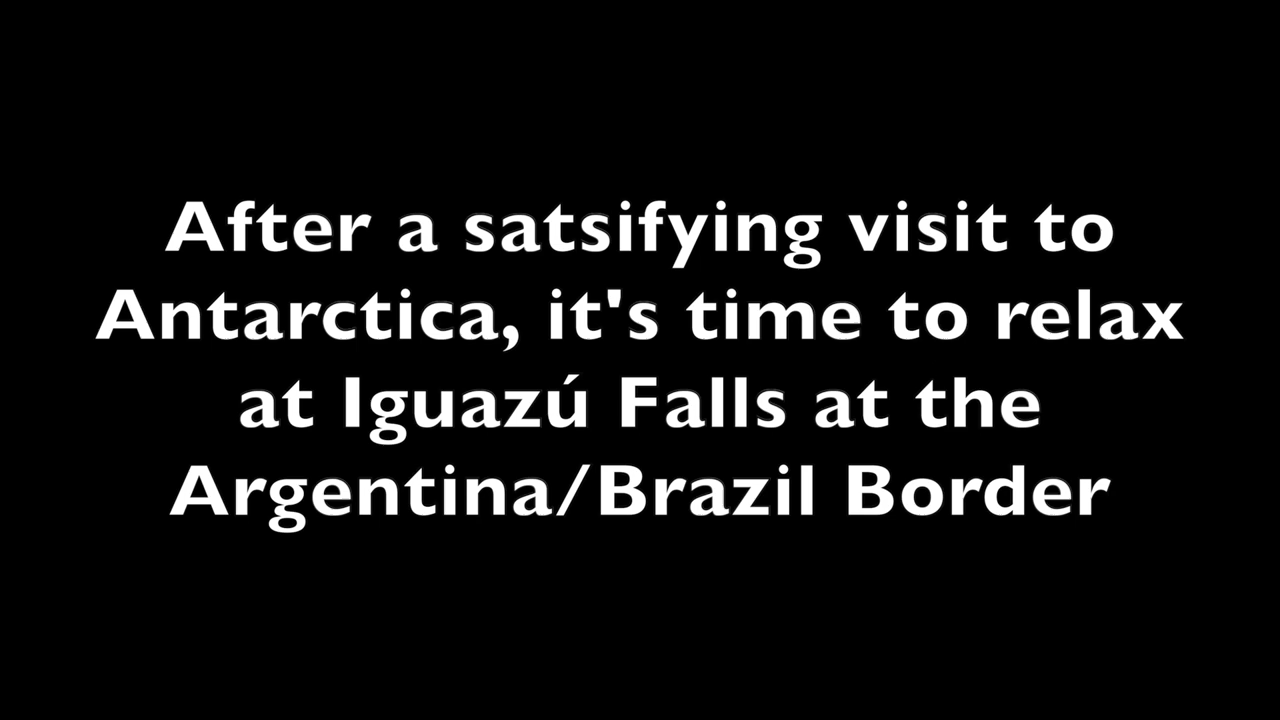 After a satsifying visit to
Antarctica, it's time to relax
at Iguazú Falls at the
Argentina/Brazil Border